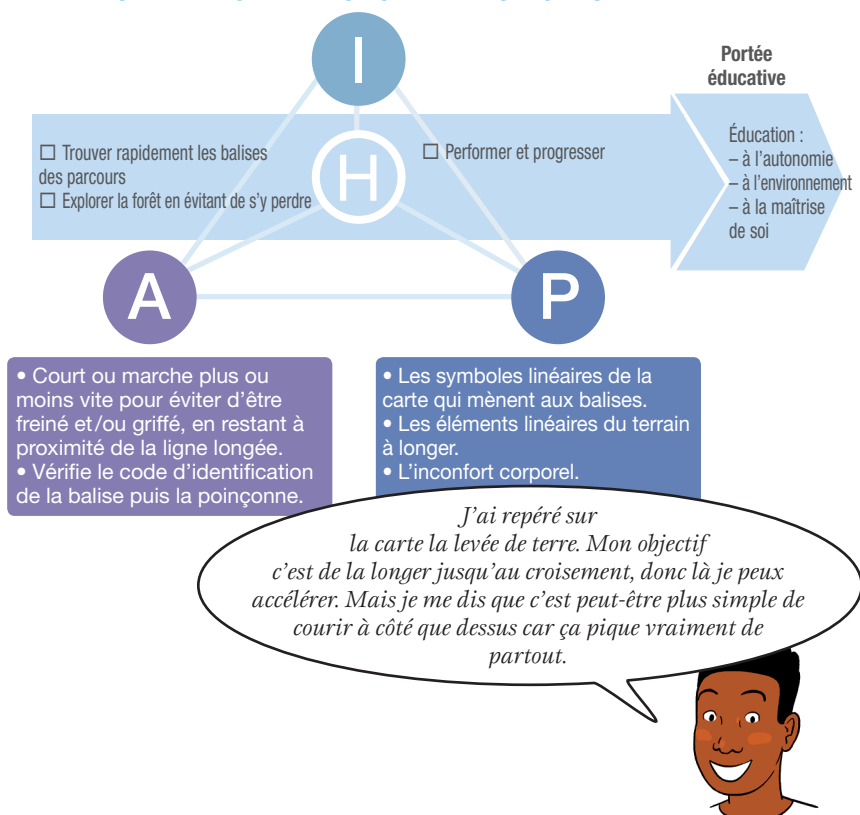 I
Portée
éducative
☐ Trouver rapidement les balises
des parcours
☐ Explorer la forêt en évitant de s'y perdre
H
☐ Performer et progresser
Éducation :
– à l'autonomie
– à l'environnement
– à la maîtrise
de soi
A
P
• Court ou marche plus ou
moins vite pour éviter d'être
freiné et/ou griffé, en restant à
proximité de la ligne longée.
• Vérifie le code d'identification
de la balise puis la poinçonne.
• Les symboles linéaires de la
carte qui mènent aux balises.
• Les éléments linéaires du terrain
à longer.
• L'inconfort corporel.
J'ai repéré sur
la carte la levée de terre. Mon objectif
c'est de la longer jusqu'au croisement, donc là je peux
accélérer. Mais je me dis que c'est peut-être plus simple de
courir à côté que dessus car ça pique vraiment de
partout.